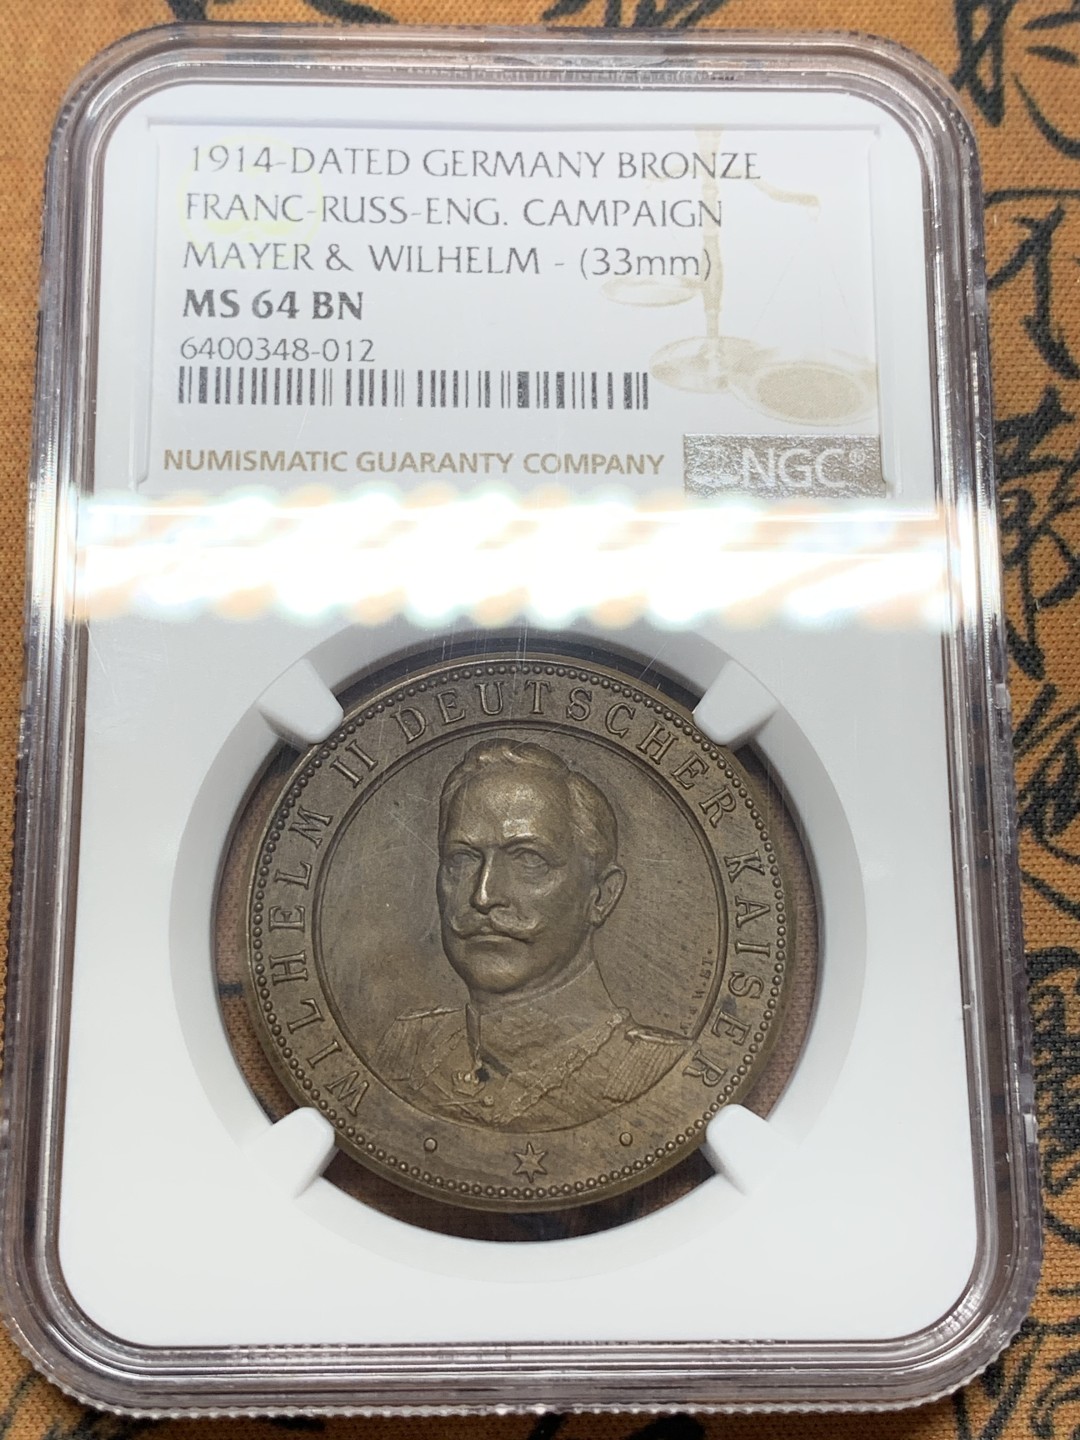 1914-DATED GERMANY BRONZE
FRANC-RUSS-ENG. CAMPAIGN
MAYER & WILHELM - (33mm)
MS 64 BN
6400348-012
NUMISMATIC GUARANTY COMPANY
NGC®
WILHELM II DEUTSCHER KAISER